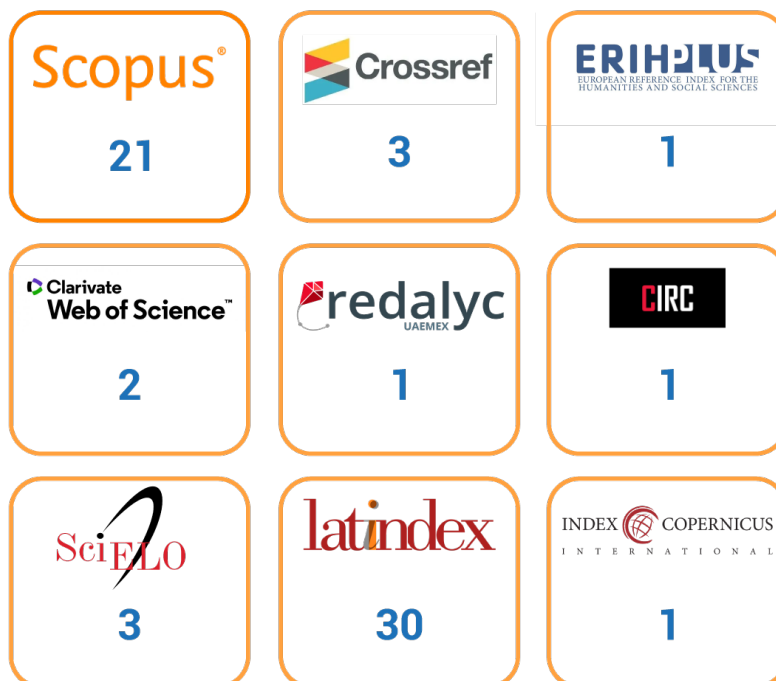 Scopus®
21
Crossref
3
ERIHPLUS
EUROPEAN REFERENCE INDEX FOR THE
HUMANITIES AND SOCIAL SCIENCES
1
Clarivate
Web of Science™
2
redalyc
UAEMEX
1
CIRC
1
SciELO
3
latindex
30
INDEX COPERNICUS
INTERNATIONAL
1